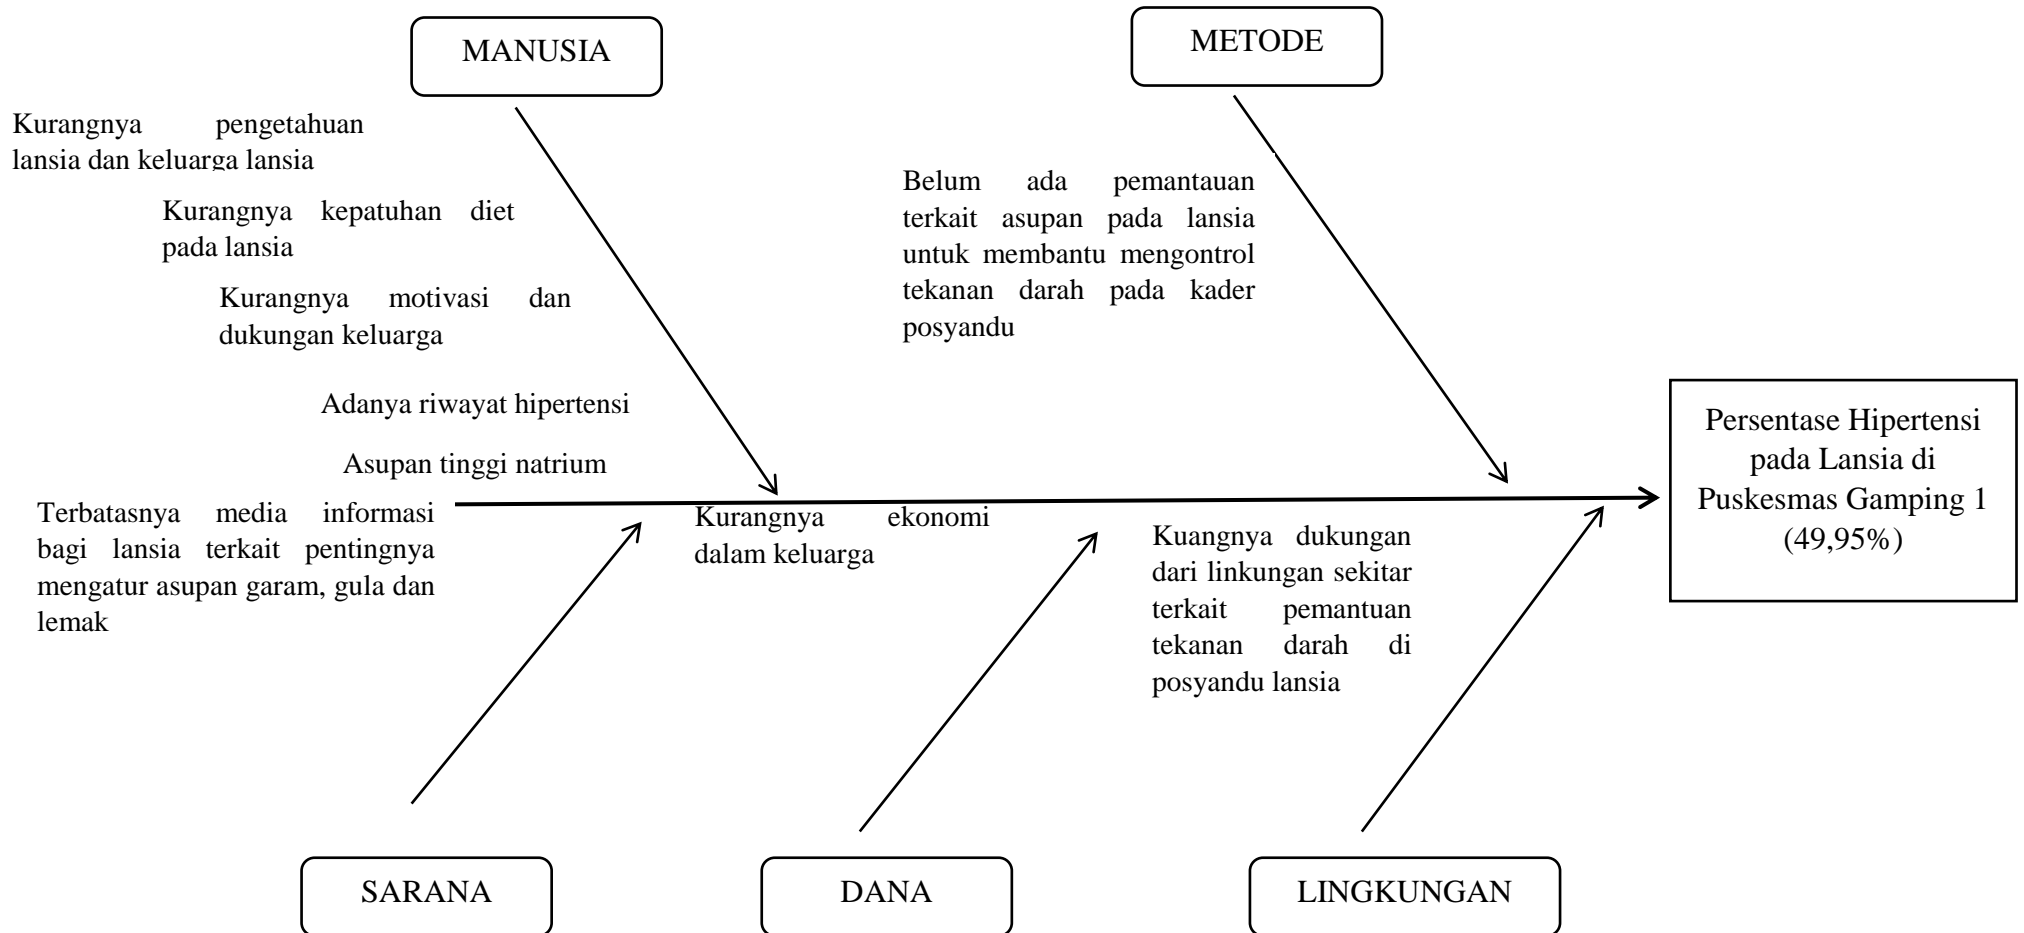 MANUSIA
METODE
Kurangnya pengetahuan
lansia dan keluarga lansia
Kurangnya kepatuhan diet
pada lansia
Kurangnya motivasi dan
dukungan keluarga
Adanya riwayat hipertensi
Asupan tinggi natrium
Belum ada pemantauan
terkait asupan pada lansia
untuk membantu mengontrol
tekanan darah pada kader
posyandu
Persentase Hipertensi
pada Lansia di
Puskesmas Gamping 1
(49,95%)
Terbatasnya media informasi
bagi lansia terkait pentingnya
mengatur asupan garam, gula dan
lemak
Kurangnya ekonomi
dalam keluarga
Kuangnya dukungan
dari linkungan sekitar
terkait pemantuan
tekanan darah di
posyandu lansia
SARANA
DANA
LINGKUNGAN